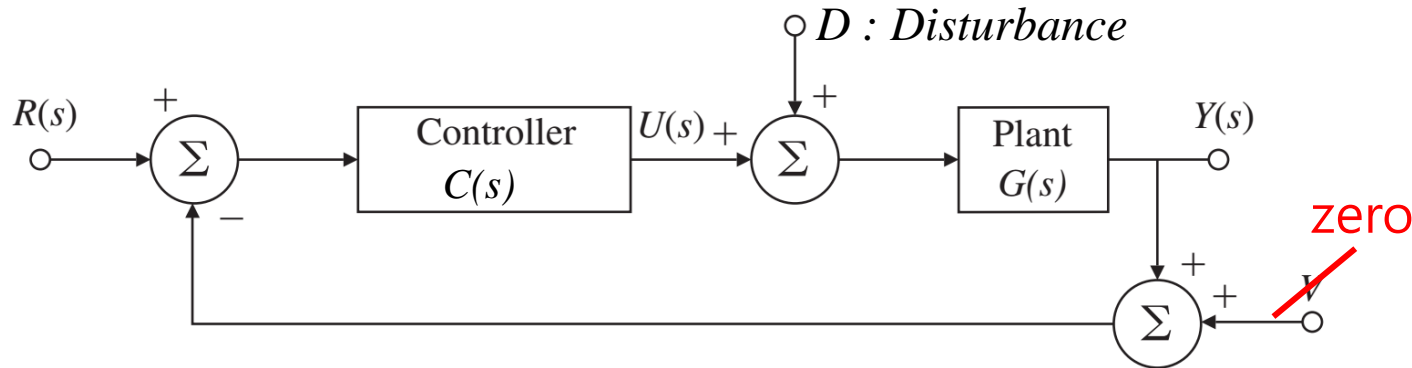 D : Disturbance
R(s)
+
Σ
−
Controller
C(s)
U(s)
+
+
Σ
Plant
G(s)
Y(s)
zero
+
+
V
Σ